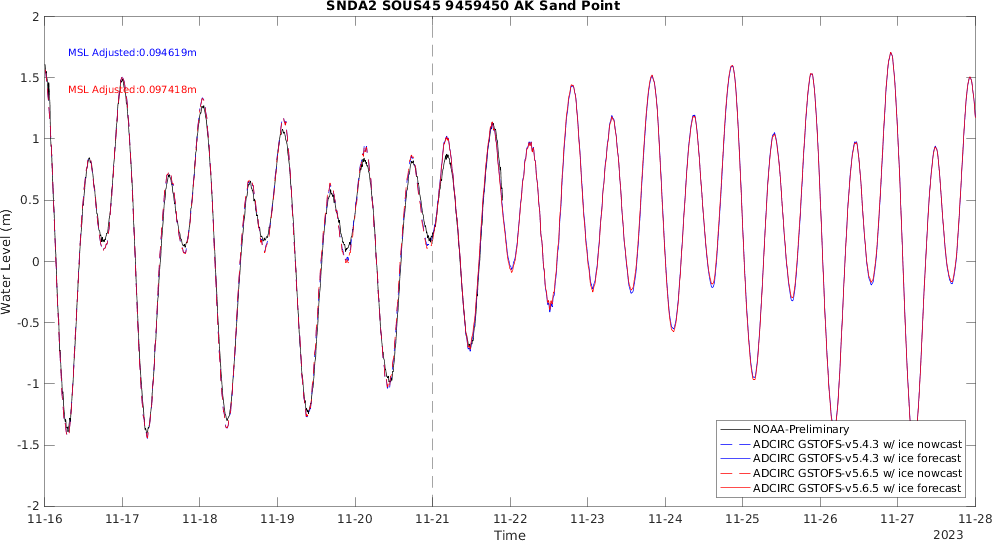 SNDA2 SOUS45 9459450 AK Sand Point
2
1.5
1
0.5
0
-0.5
-1
-1.5
-2
Water Level (m)
MSL Adjusted:0.094619m
MSL Adjusted:0.097418m
NOAA-Preliminary
ADCIRC GSTOFS-v5.4.3 w/ ice nowcast
ADCIRC GSTOFS-v5.4.3 w/ ice forecast
ADCIRC GSTOFS-v5.6.5 w/ ice nowcast
ADCIRC GSTOFS-v5.6.5 w/ ice forecast
11-16 11-17 11-18 11-19 11-20 11-21 11-22 11-23 11-24 11-25 11-26 11-27 11-28
Time
2023